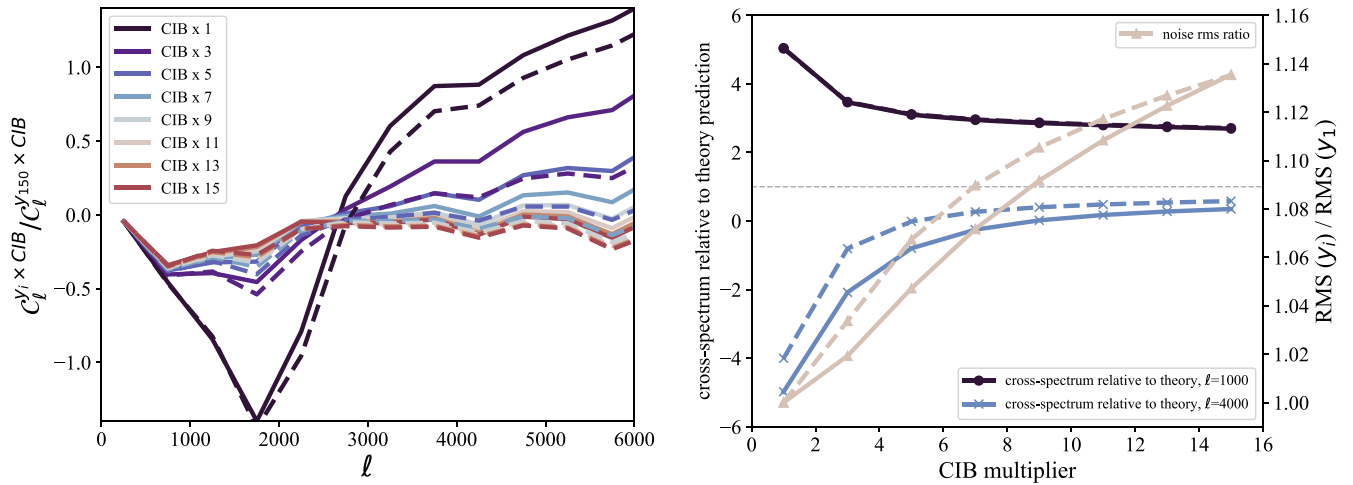 CIB x 1
CIB x 3
CIB x 5
CIB x 7
CIB x 9
CIB x 11
CIB x 13
CIB x 15
1.0
0.5
0.0
−0.5
−1.0
0
1000
2000
3000
4000
5000
6000
ℓ
C_ℓ^{y_i × CIB}/C_ℓ^{y_150 × CIB}
noise rms ratio
cross-spectrum relative to theory, ℓ=1000
cross-spectrum relative to theory, ℓ=4000
6
4
2
0
−2
−4
−6
cross-spectrum relative to theory prediction
0
2
4
6
8
10
12
14
16
CIB multiplier
1.16
1.14
1.12
1.10
1.08
1.06
1.04
1.02
1.00
RMS (y_i) / RMS (y_1)